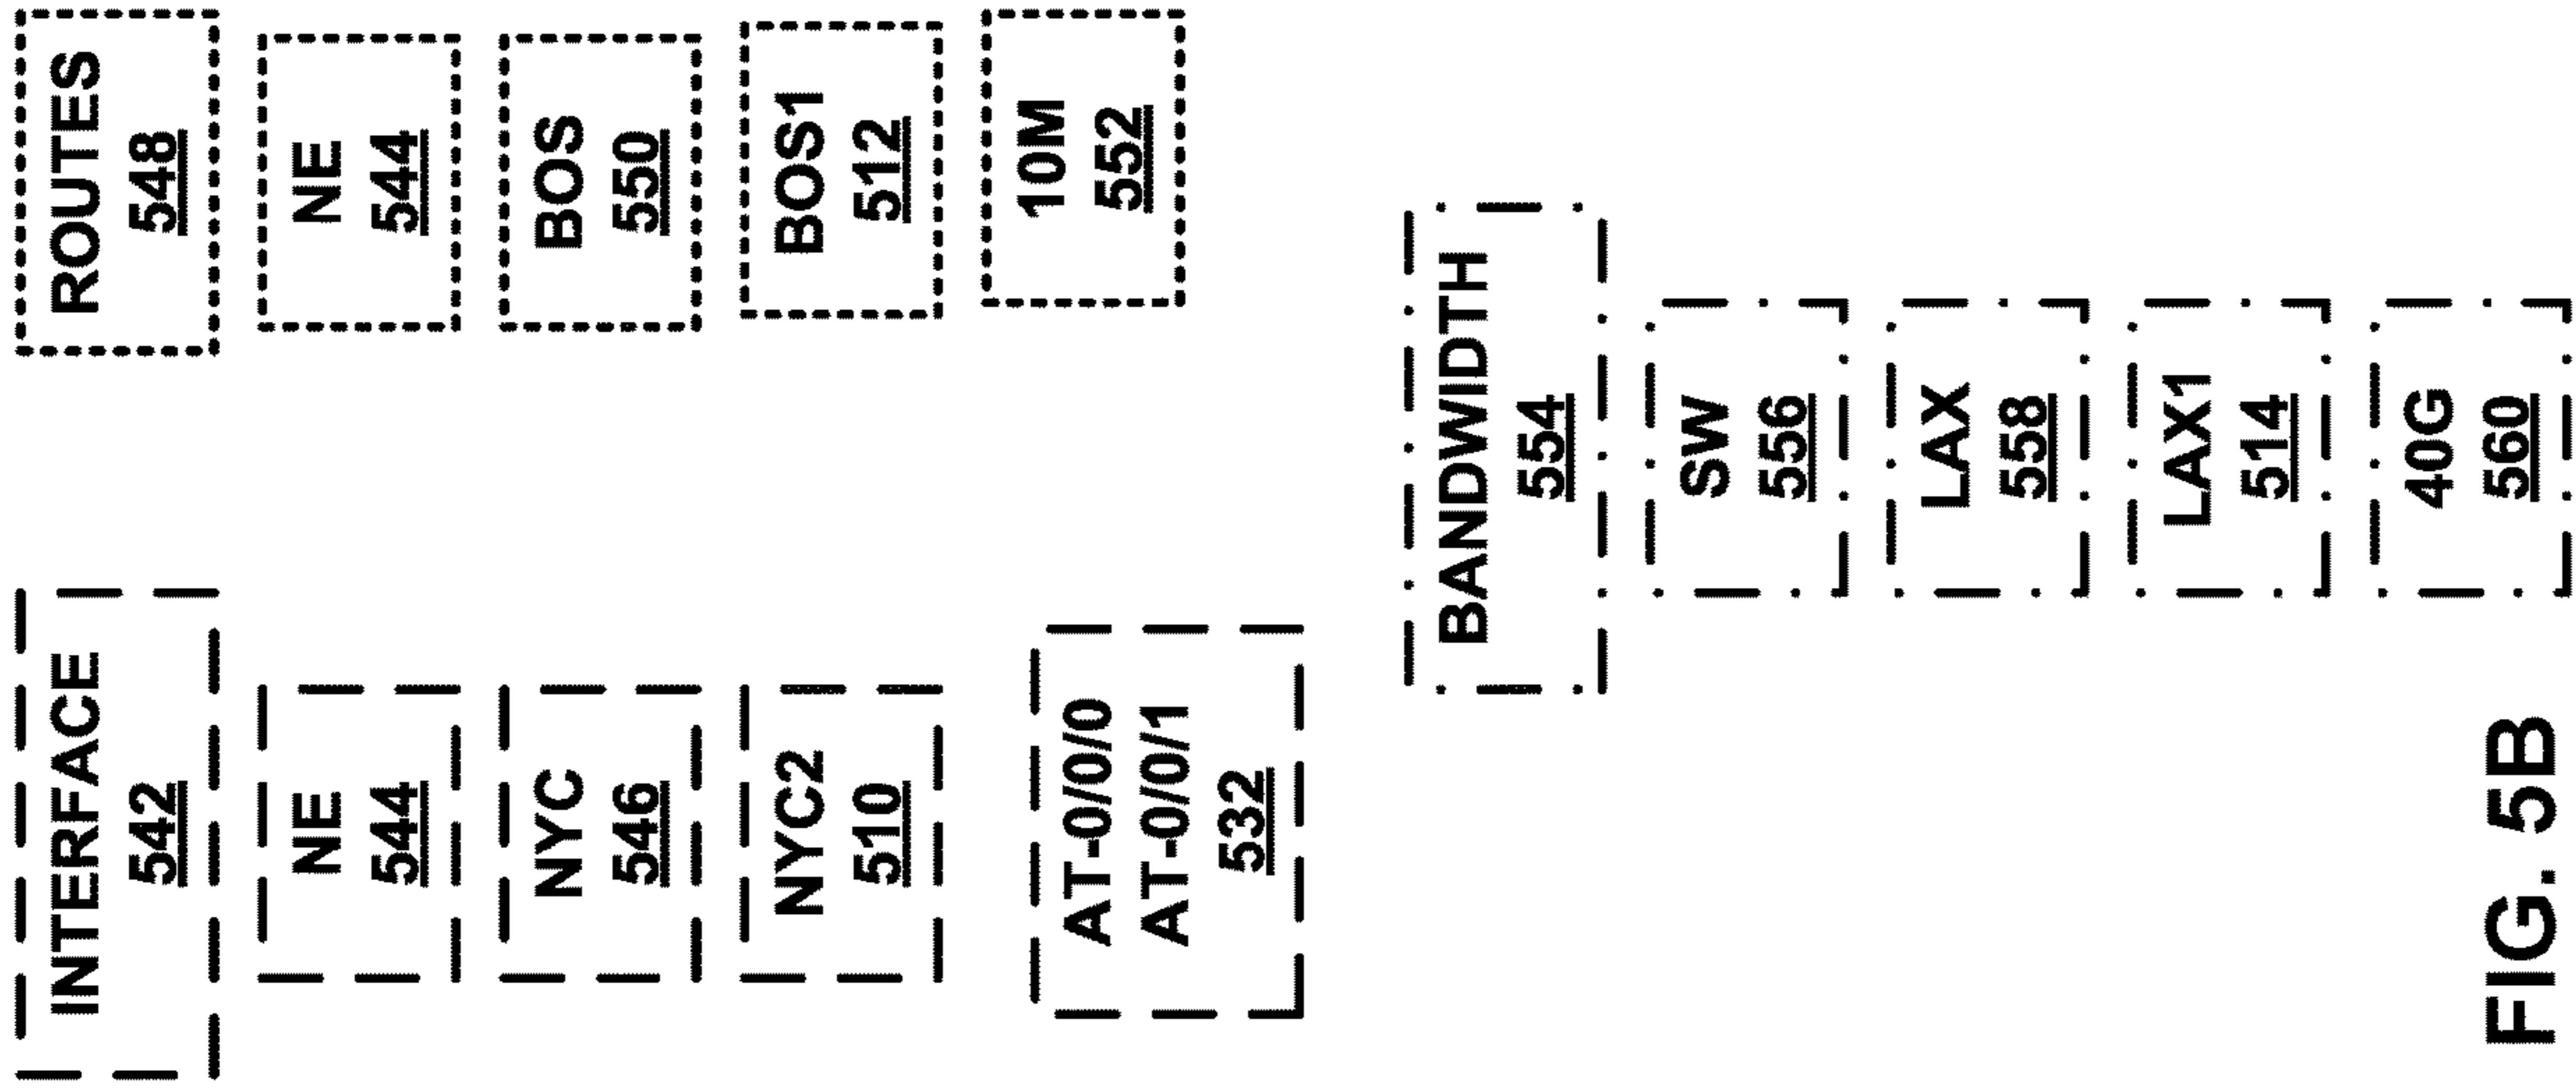 INTERFACE
542
NE
544
NYC
546
NYC2
510
AT-0/0/0
AT-0/0/1
532
ROUTES
548
NE
544
BOS
550
BOS1
512
10M
552
BANDWIDTH
554
SW
556
LAX
558
LAX1
514
40G
560
FIG. 5B